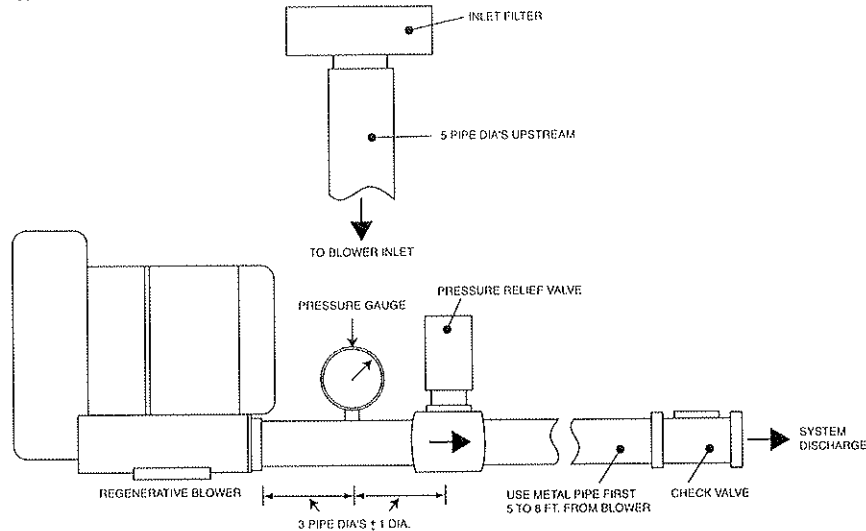 INLET FILTER
5 PIPE DIA'S UPSTREAM
TO BLOWER INLET
PRESSURE RELIEF VALVE
PRESSURE GAUGE
SYSTEM
DISCHARGE
REGENERATIVE BLOWER
USE METAL PIPE FIRST
5 TO 8 FT. FROM BLOWER
CHECK VALVE
3 PIPE DIA'S ± 1 DIA.